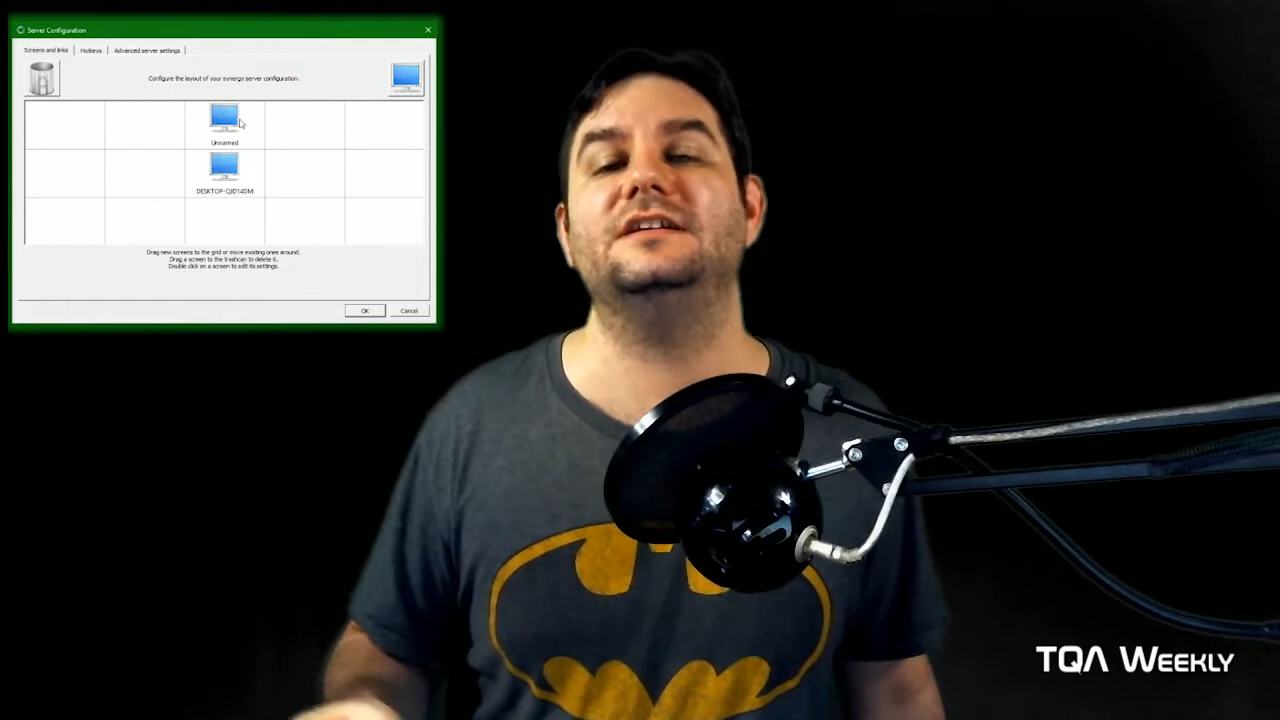 Server Configuration
Screens and links
Hotkeys
Advanced server settings
Configure the layout of your synergy server configuration.
Unnamed
DESKTOP-QJD14DM
Drag new screens to the grid or move existing ones around.
Drag a screen to the trashcan to delete it.
Double click on a screen to edit its settings.
OK
Cancel
TQA WEEKLY